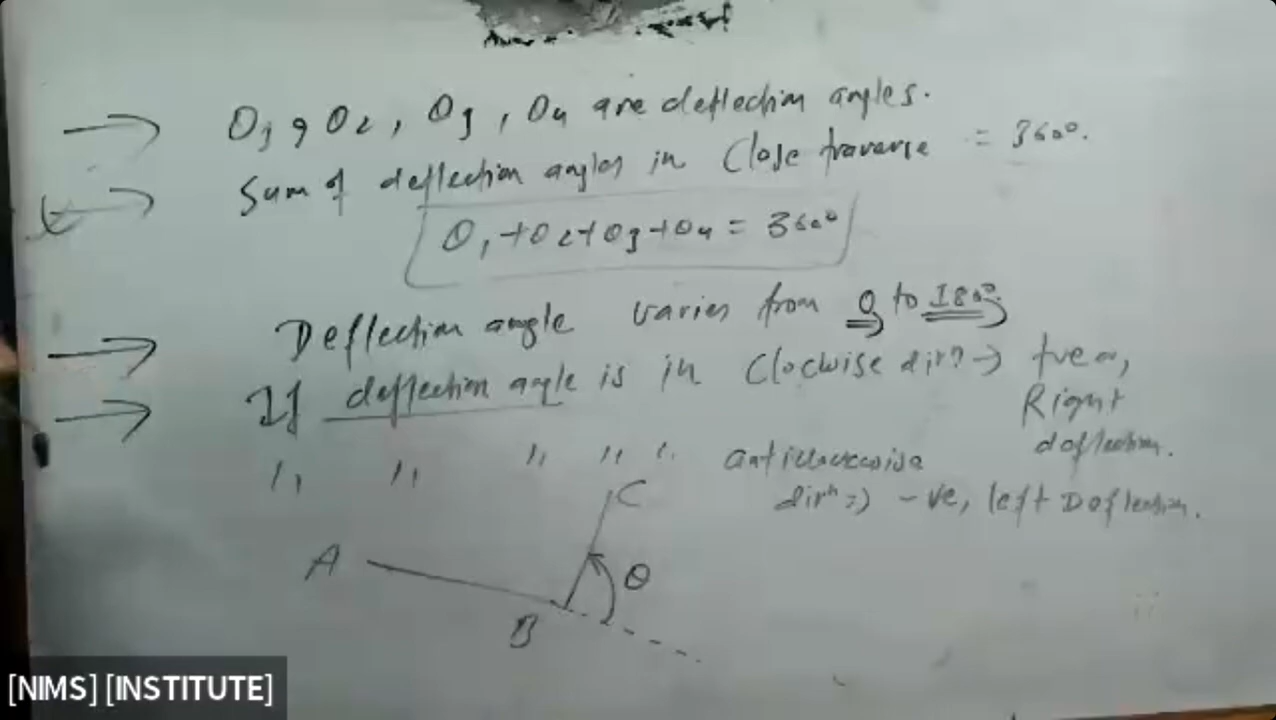 θ1, θ2, θ3, θ4 are deflection angles.
Sum of deflection angles in Close traverse = 360°.
θ1+θ2+θ3+θ4 = 360°
Deflection angle varies from 0 to 180°
If deflection angle is in Clocwise dirn → +ve,
Right
deflection.
,, ,, ,, ,, ,, anticlockwise
dirn => -ve, left Deflection.
C
A
θ
B
[NIMS] [INSTITUTE]